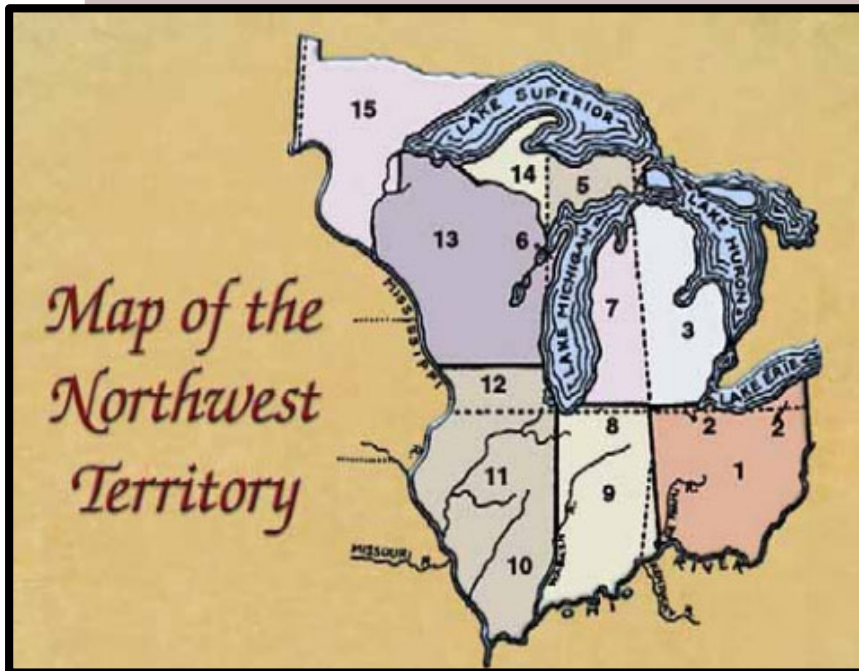 Map of the
Northwest
Territory
15
LAKE SUPERIOR
14
5
13
6
LAKE MICHIGAN
LAKE HURON
7
3
MISSISSIPPI
12
LAKE ERIE
8
2
2
11
9
1
R.
R.
R.
MISSOURI R.
10
WABASH
OHIO RIVER
R.